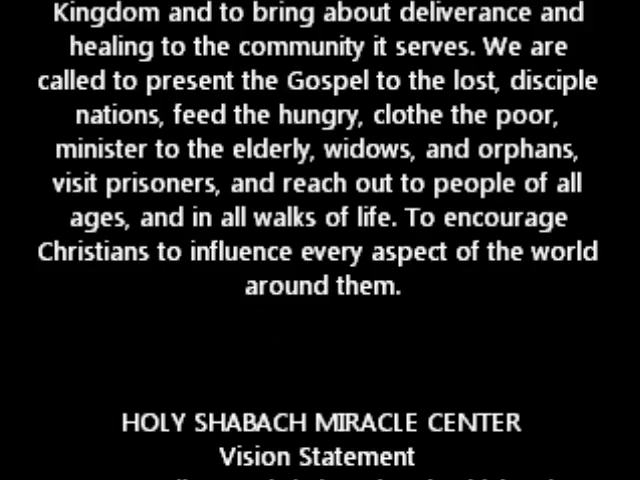 Kingdom and to bring about deliverance and
healing to the community it serves. We are
called to present the Gospel to the lost, disciple
nations, feed the hungry, clothe the poor,
minister to the elderly, widows, and orphans,
visit prisoners, and reach out to people of all
ages, and in all walks of life. To encourage
Christians to influence every aspect of the world
around them.
HOLY SHABACH MIRACLE CENTER
Vision Statement